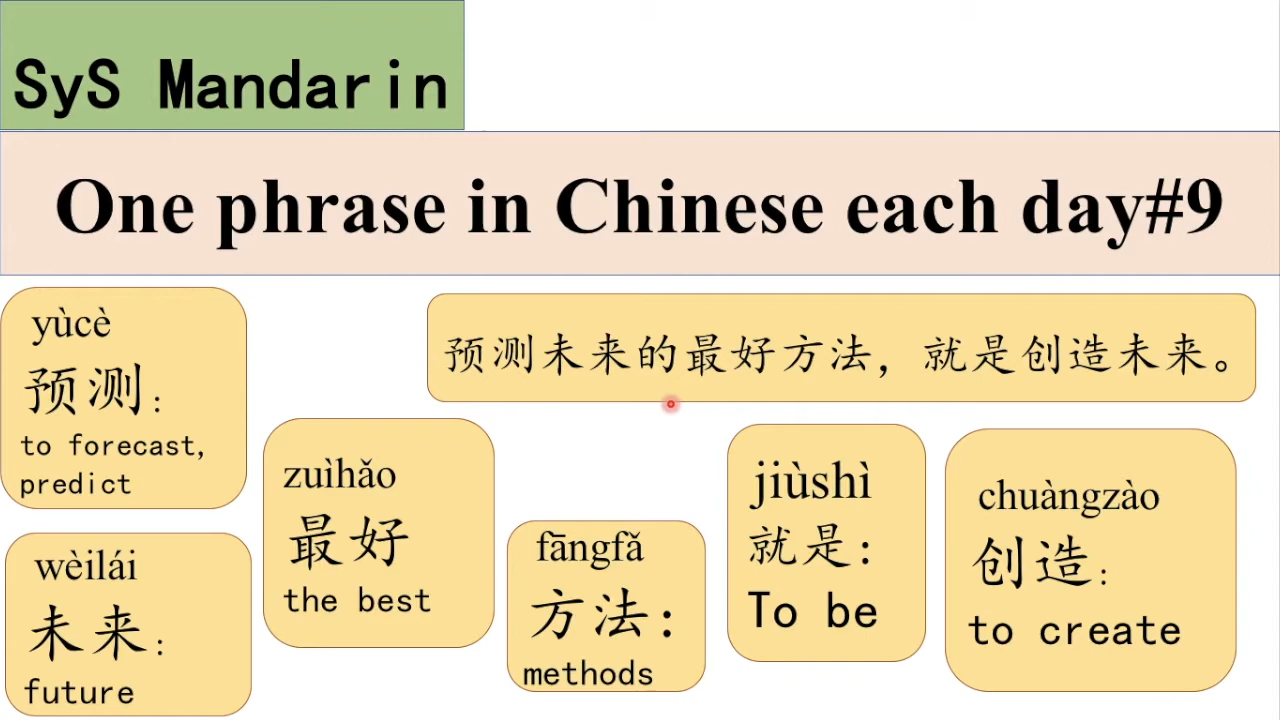 SyS Mandarin
One phrase in Chinese each day#9
yùcè
预测:
to forecast,
predict
预测未来的最好方法，就是创造未来。
zuìhǎo
最好
the best
jiùshì
就是:
To be
chuàngzào
创造:
to create
wèilái
未来:
future
fāngfǎ
方法:
methods